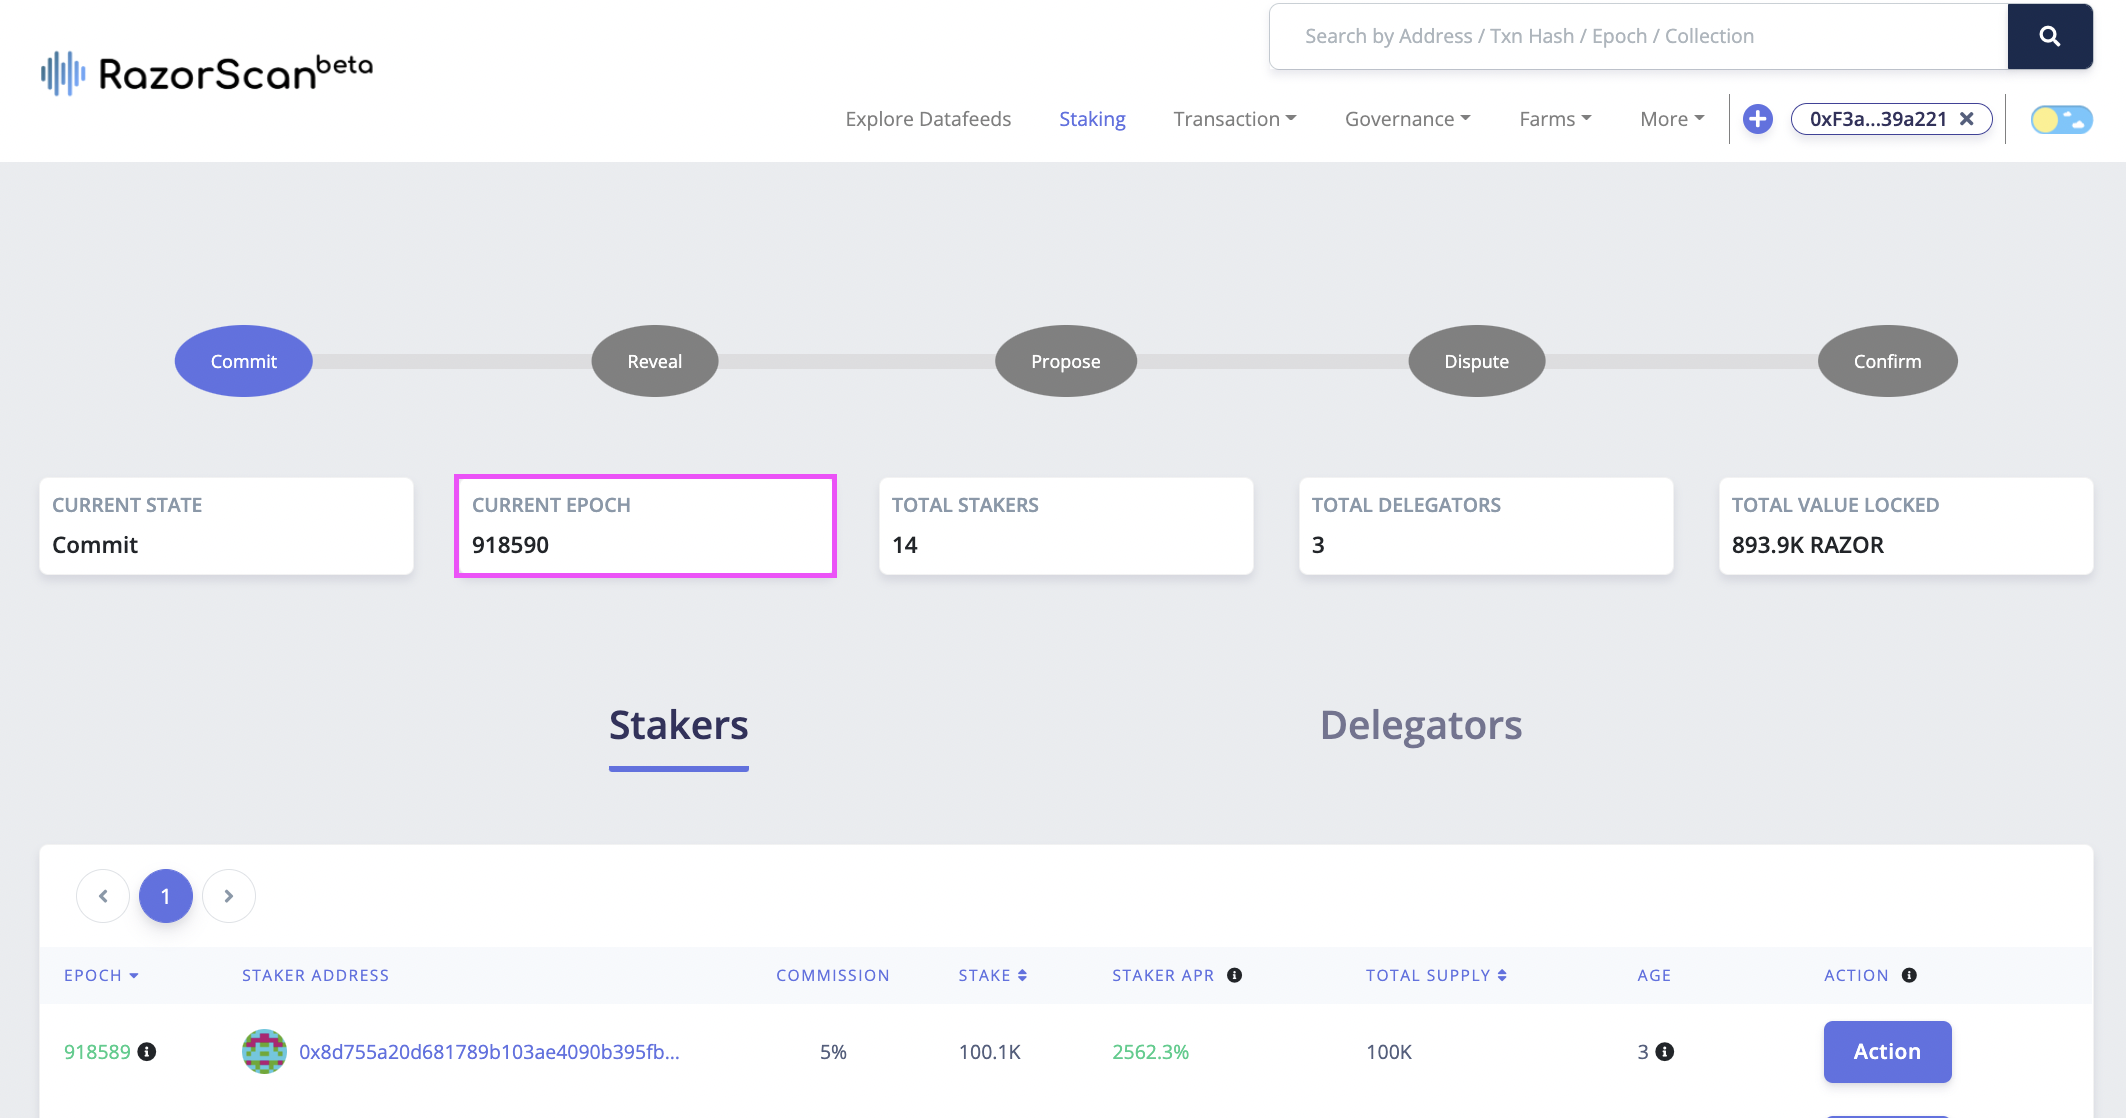 Search by Address / Txn Hash / Epoch / Collection
RazorScan beta
Explore Datafeeds Staking Transaction Governance Farms More 0xF3a...39a221
Commit Reveal Propose Dispute Confirm
CURRENT STATE CURRENT EPOCH TOTAL STAKERS TOTAL DELEGATORS TOTAL VALUE LOCKED
Commit 918590 14 3 893.9K RAZOR
Stakers Delegators
1
EPOCH STAKER ADDRESS COMMISSION STAKE STAKER APR TOTAL SUPPLY AGE ACTION
918589 0x8d755a20d681789b103ae4090b395fb... 5% 100.1K 2562.3% 100K 3 Action